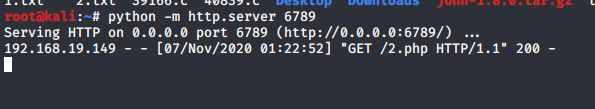 1.txt 2.txt 39166.c 40839.c Desktop Downloads john-1.8.0.tar.gz
root@kali:~# python -m http.server 6789
Serving HTTP on 0.0.0.0 port 6789 (http://0.0.0.0:6789/) ...
192.168.19.149 - - [07/Nov/2020 01:22:52] "GET /2.php HTTP/1.1" 200 -